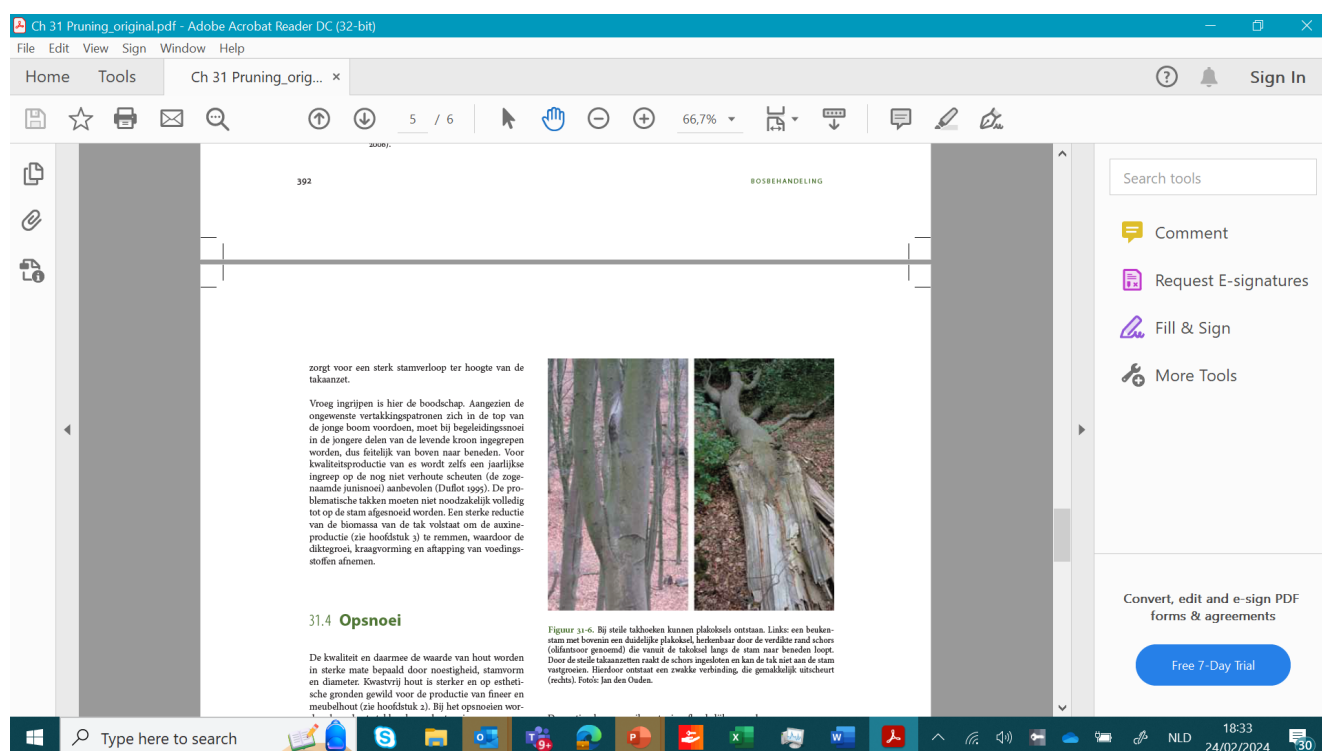 Ch 31 Pruning_original.pdf - Adobe Acrobat Reader DC (32-bit)
File Edit View Sign Window Help
Home Tools Ch 31 Pruning_orig... × Sign In
5 / 6 66,7%
2006).
392 BOSBEHANDELING
zorgt voor een sterk stamverloop ter hoogte van de
takaanzet.
Vroeg ingrijpen is hier de boodschap. Aangezien de
ongewenste vertakkingspatronen zich in de top van
de jonge boom voordoen, moet bij begeleidingssnoei
in de jongere delen van de levende kroon ingegrepen
worden, dus feitelijk van boven naar beneden. Voor
kwaliteitsproductie van es wordt zelfs een jaarlijkse
ingreep op de nog niet verhoute scheuten (de zoge-
naamde junisnoei) aanbevolen (Duflot 1995). De pro-
blematische takken moeten niet noodzakelijk volledig
tot op de stam afgesnoeid worden. Een sterke reductie
van de biomassa van de tak volstaat om de auxine-
productie (zie hoofdstuk 3) te remmen, waardoor de
diktegroei, kraagvorming en aftapping van voedings-
stoffen afnemen.
31.4 Opsnoei
De kwaliteit en daarmee de waarde van hout worden
in sterke mate bepaald door noestigheid, stamvorm
en diameter. Kwastvrij hout is sterker en op estheti-
sche gronden gewild voor de productie van fineer en
meubelhout (zie hoofdstuk 2). Bij het opsnoeien wor-
Figuur 31-6. Bij steile takhoeken kunnen plakoksels ontstaan. Links: een beuken-
stam met bovenin een duidelijke plakoksel, herkenbaar door de verdikte rand schors
(olifantsoor genoemd) die vanuit de takoksel langs de stam naar beneden loopt.
Door de steile takaanzetten raakt de schors ingesloten en kan de tak niet aan de stam
vastgroeien. Hierdoor ontstaat een zwakke verbinding, die gemakkelijk uitscheurt
(rechts). Foto's: Jan den Ouden.
Search tools
Comment
Request E-signatures
Fill & Sign
More Tools
Convert, edit and e-sign PDF
forms & agreements
Free 7-Day Trial
Type here to search
9+
NLD
18:33
24/02/2024
30